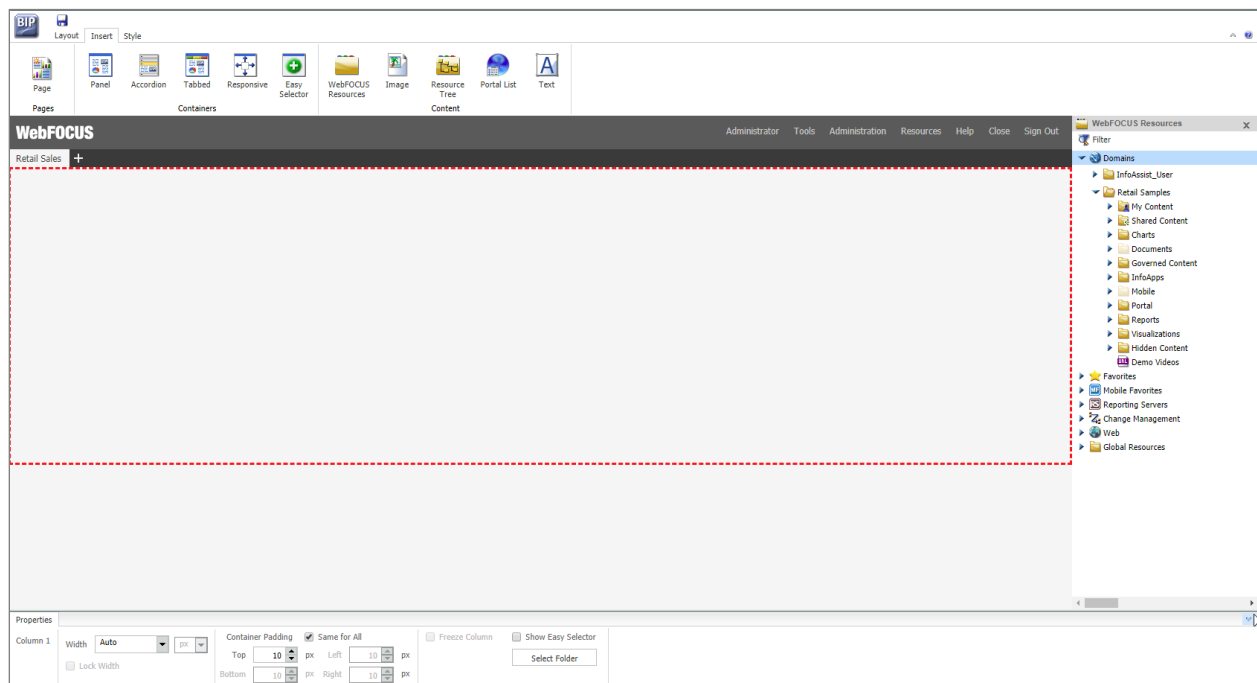 BIP
Layout Insert Style
Page
Panel Accordion Tabbed Responsive Easy Selector
WebFOCUS Resources Image Resource Tree Portal List Text
Pages Containers Content
WebFOCUS Administrator Tools Administration Resources Help Close Sign Out
Retail Sales +
WebFOCUS Resources x
Filter
Domains
InfoAssist_User
Retail Samples
My Content
Shared Content
Charts
Documents
Governed Content
InfoApps
Mobile
Portal
Reports
Visualizations
Hidden Content
URL Demo Videos
Favorites
MF Mobile Favorites
Reporting Servers
Change Management
Web
Global Resources
Properties
Column 1 Width Auto px
Lock Width
Container Padding Same for All
Top 10 px Left 10 px
Bottom 10 px Right 10 px
Freeze Column Show Easy Selector
Select Folder